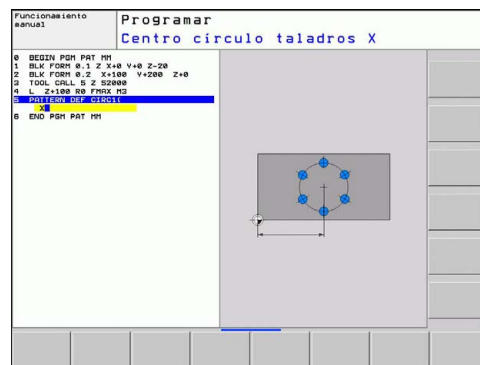 Funcionamiento
manual
Programar
Centro círculo taladros X
0 BEGIN PGM PAT MM
1 BLK FORM 0.1 Z X+0 Y+0 Z-20
2 BLK FORM 0.2 X+100 Y+200 Z+0
3 TOOL CALL 5 Z S2000
4 L Z+100 R0 FMAX M3
5 PATTERN DEF CIRC1(
X
6 END PGM PAT MM